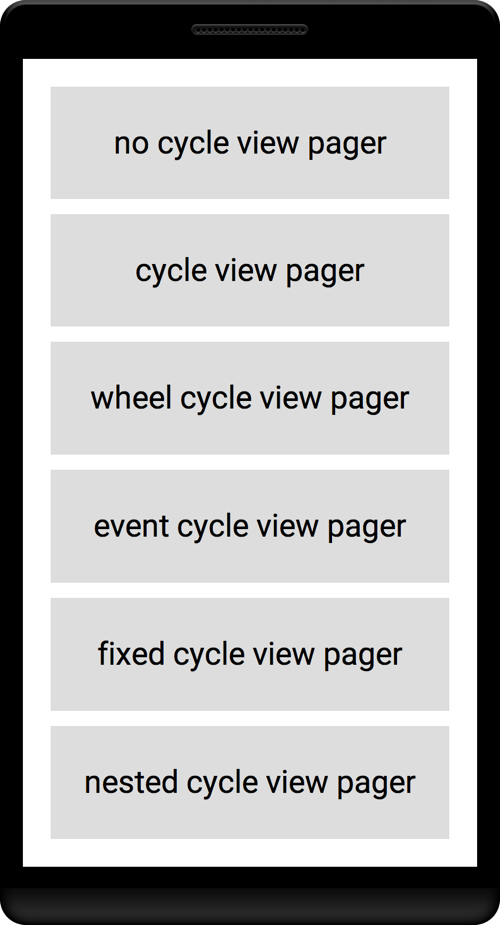 no cycle view pager
cycle view pager
wheel cycle view pager
event cycle view pager
fixed cycle view pager
nested cycle view pager